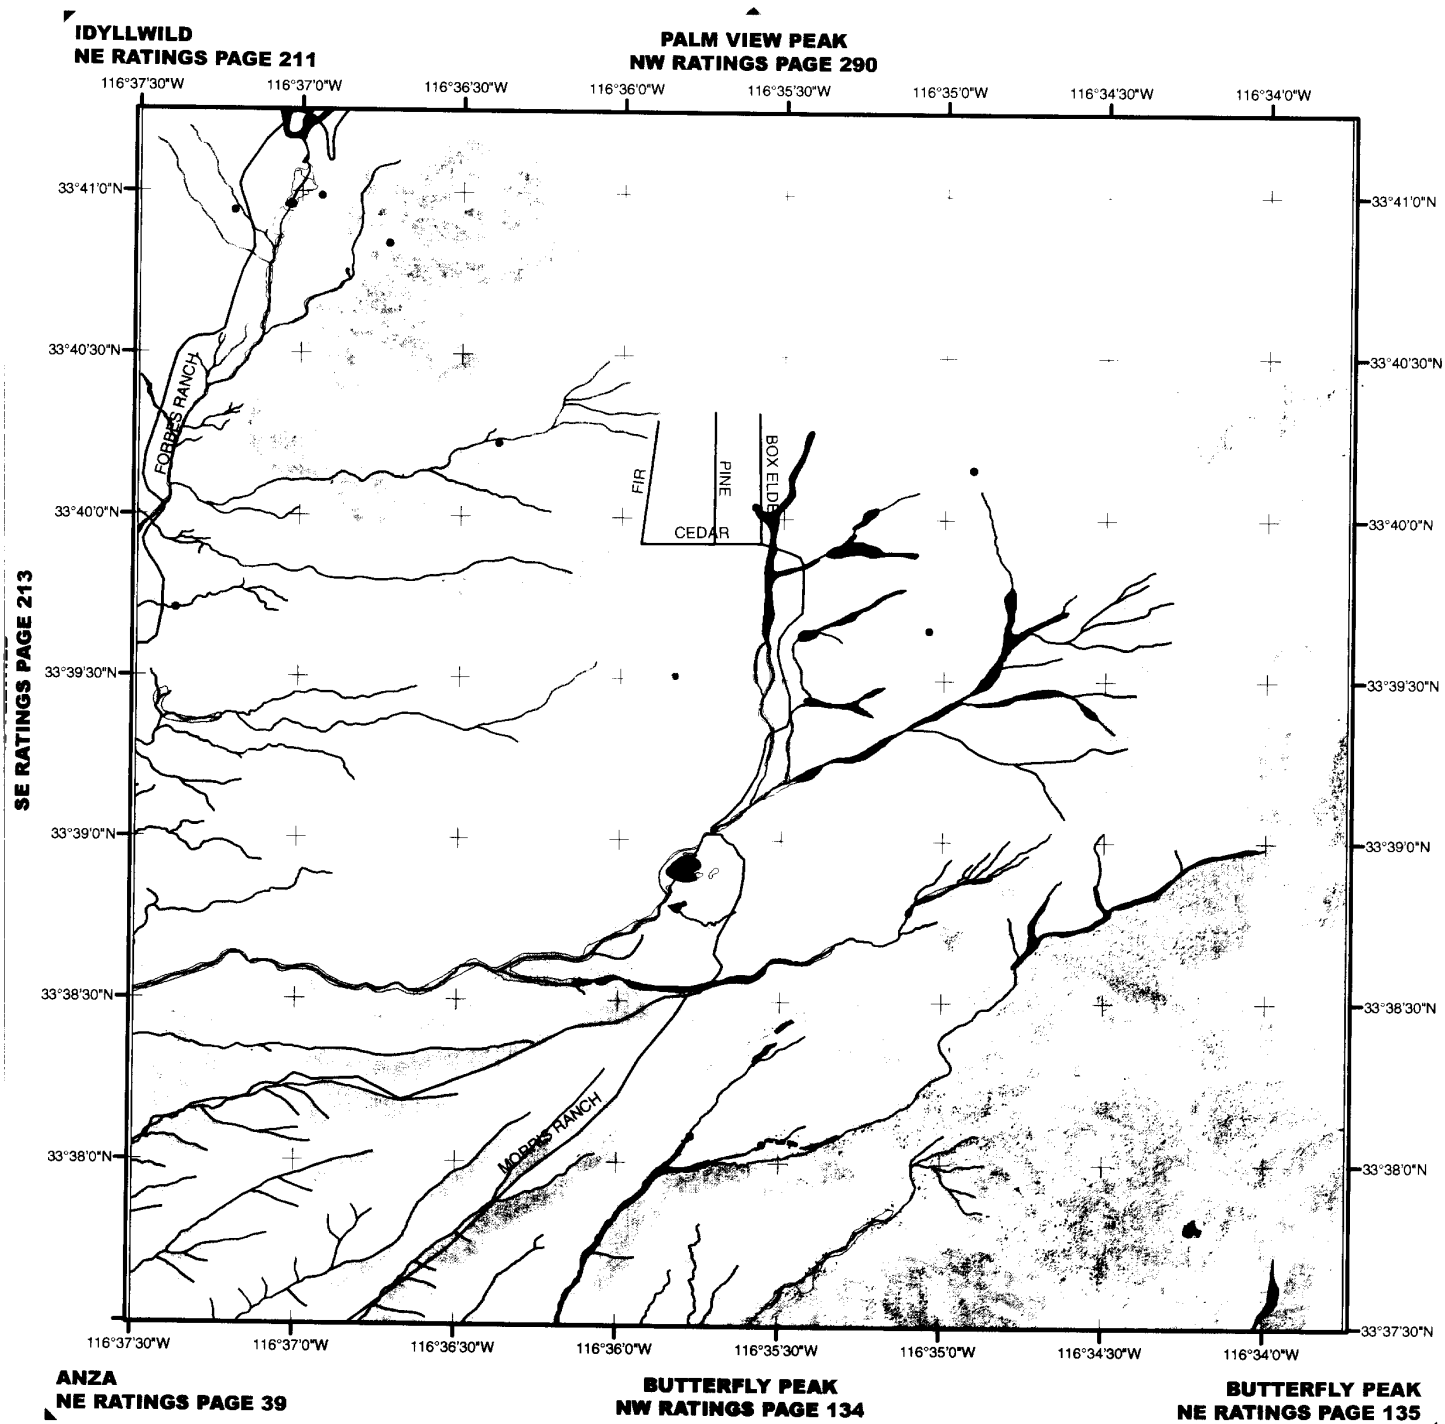 IDYLLWILD
NE RATINGS PAGE 211
PALM VIEW PEAK
NW RATINGS PAGE 290
116°37'30"W 116°37'0"W 116°36'30"W 116°36'0"W 116°35'30"W 116°35'0"W 116°34'30"W 116°34'0"W
33°41'0"N 33°41'0"N
33°40'30"N 33°40'30"N
FORBES RANCH
FIR
PINE
BOX ELDE
CEDAR
33°40'0"N 33°40'0"N
SE RATINGS PAGE 213
33°39'30"N 33°39'30"N
33°39'0"N 33°39'0"N
33°38'30"N 33°38'30"N
MORRIS RANCH
33°38'0"N 33°38'0"N
33°37'30"N
116°37'30"W 116°37'0"W 116°36'30"W 116°36'0"W 116°35'30"W 116°35'0"W 116°34'30"W 116°34'0"W
ANZA
NE RATINGS PAGE 39
BUTTERFLY PEAK
NW RATINGS PAGE 134
BUTTERFLY PEAK
NE RATINGS PAGE 135